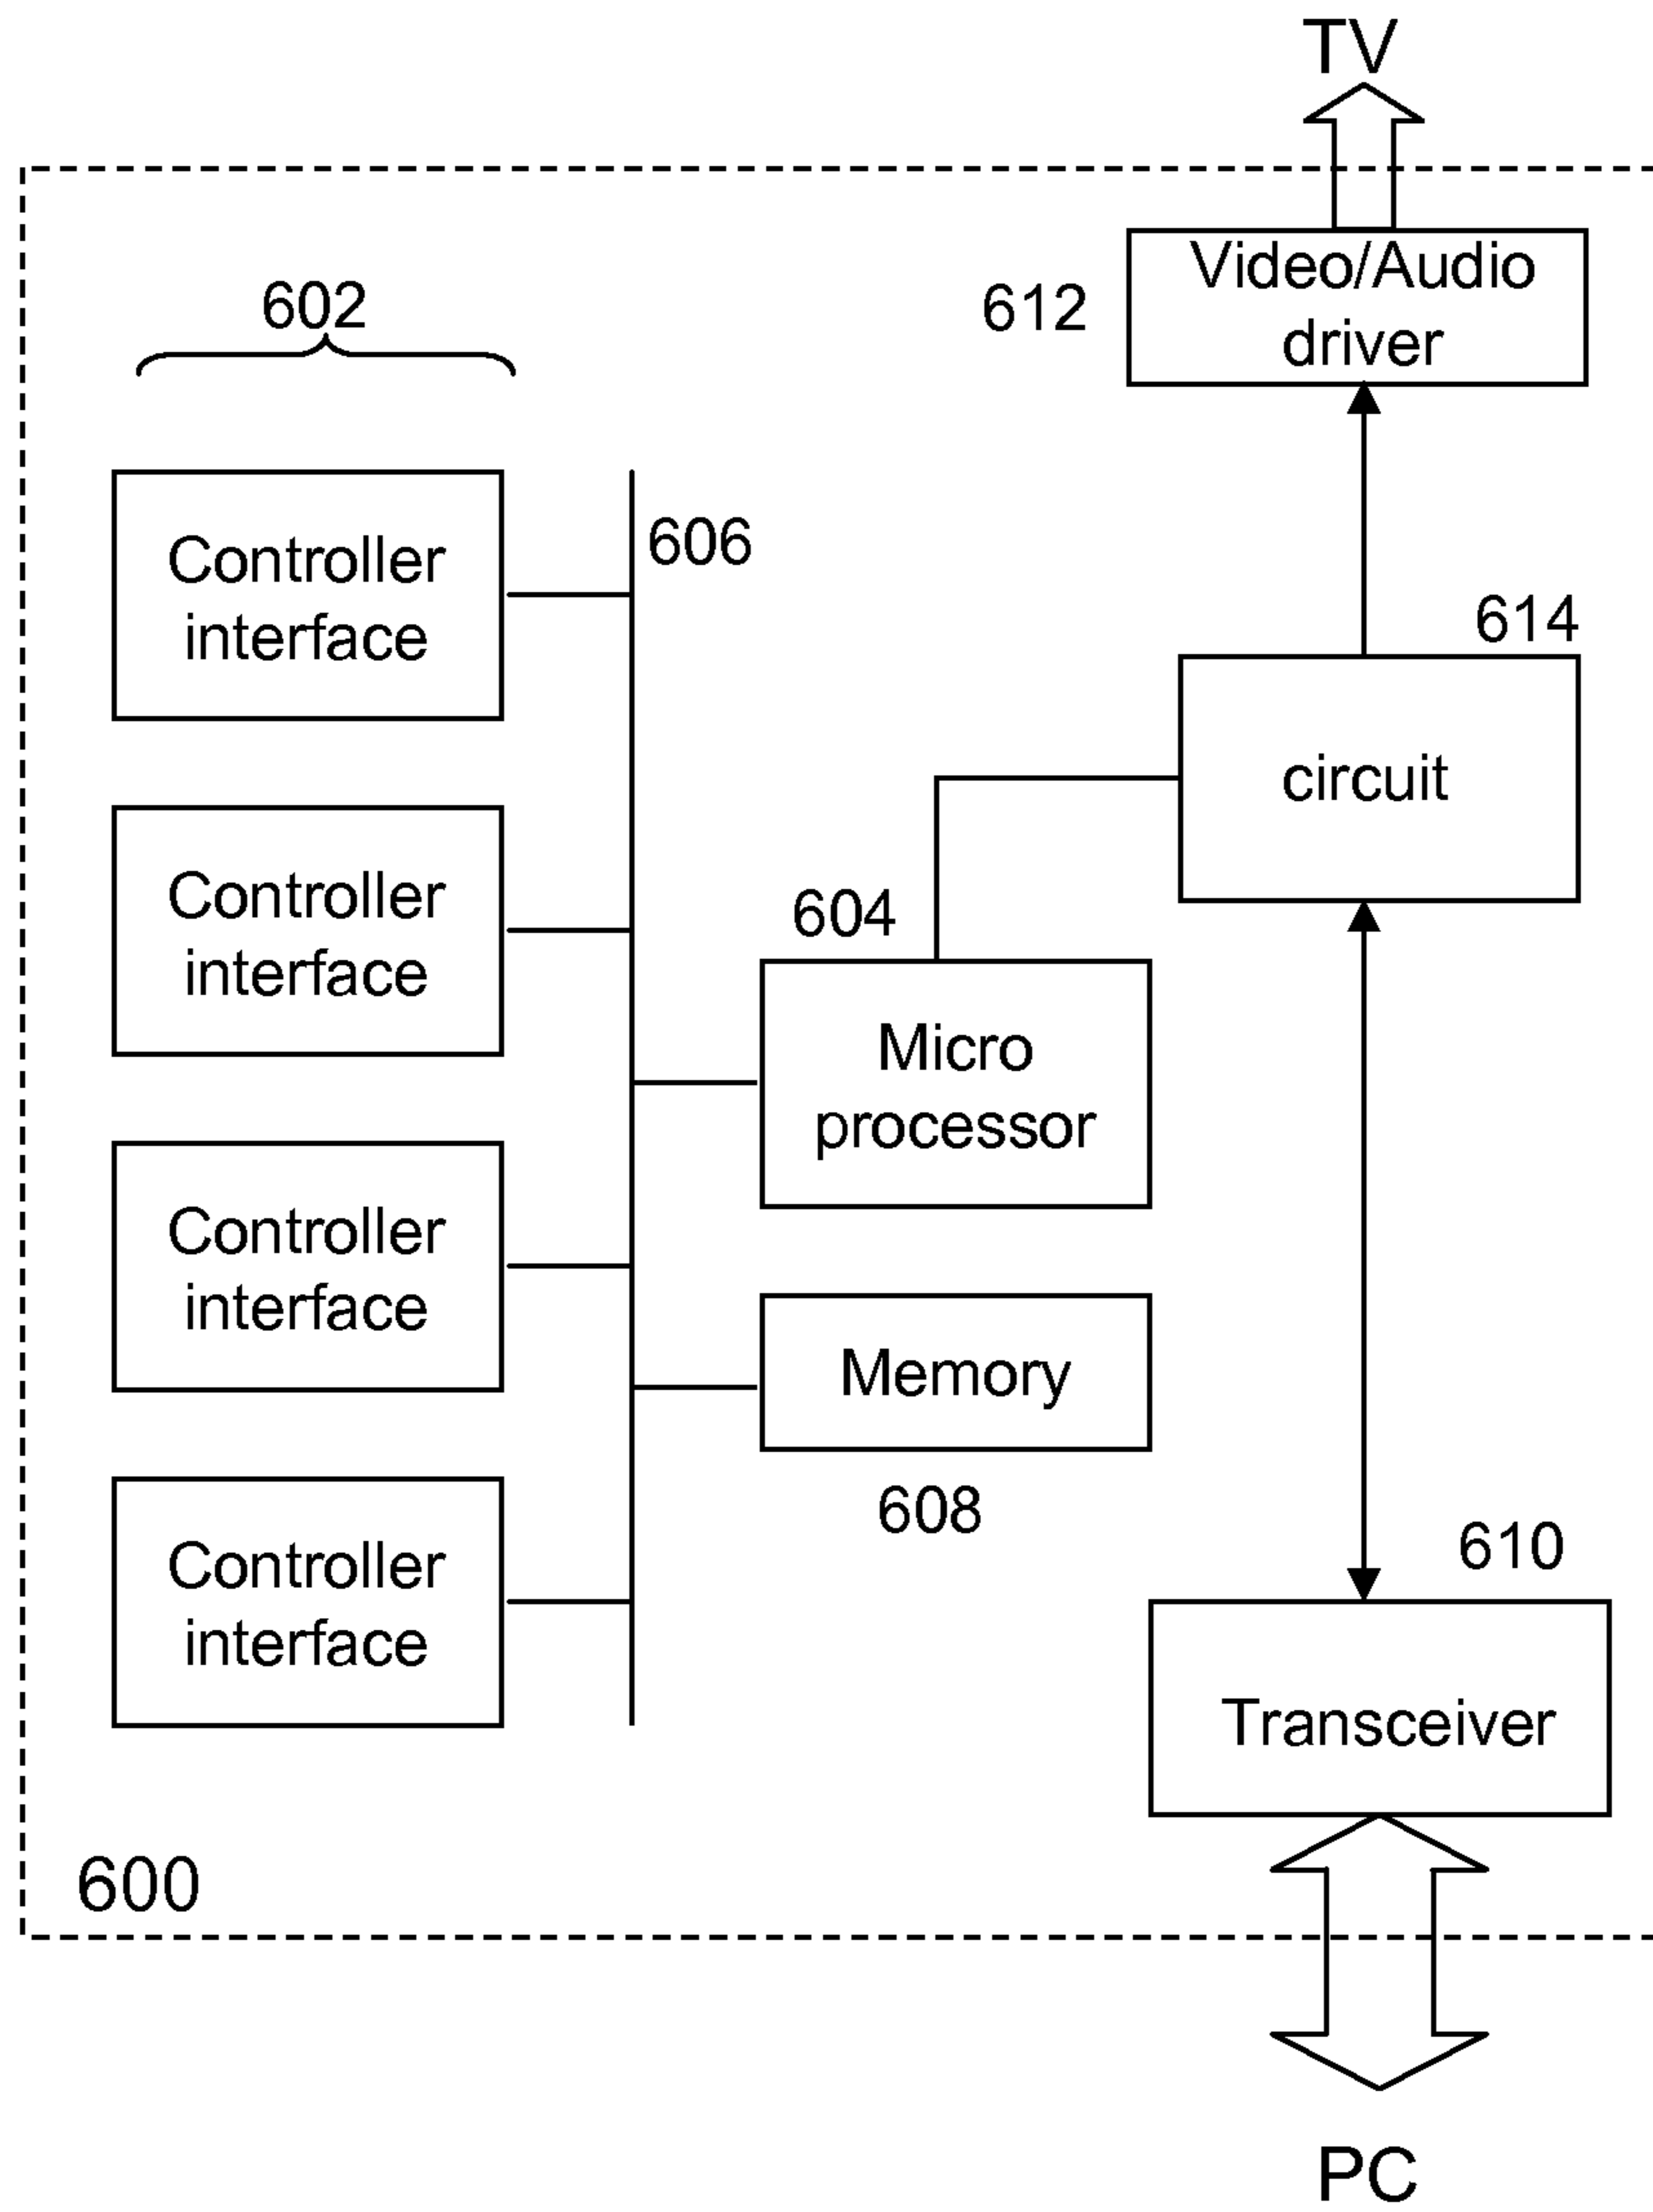 TV
Video/Audio
driver
612
602
606
Controller
interface
614
circuit
Controller
interface
604
Micro
processor
Controller
interface
Memory
608
610
Controller
interface
Transceiver
600
PC